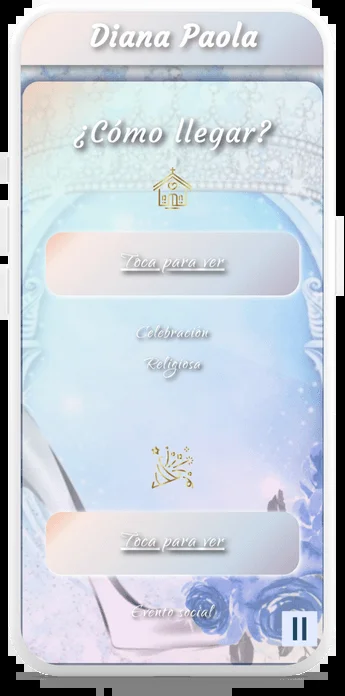 Diana Paola
¿Cómo llegar?
Toca para ver
Celebración
Religiosa
Toca para ver
Evento social